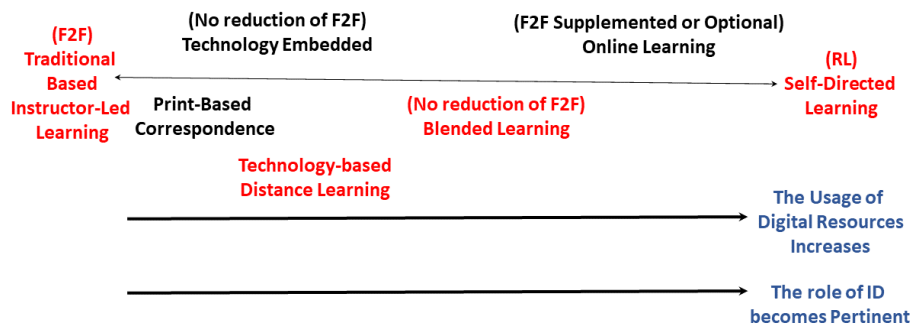 (F2F)
Traditional
Based
Instructor-Led
Learning
(No reduction of F2F)
Technology Embedded
(F2F Supplemented or Optional)
Online Learning
(RL)
Self-Directed
Learning
Print-Based
Correspondence
(No reduction of F2F)
Blended Learning
Technology-based
Distance Learning
The Usage of
Digital Resources
Increases
The role of ID
becomes Pertinent